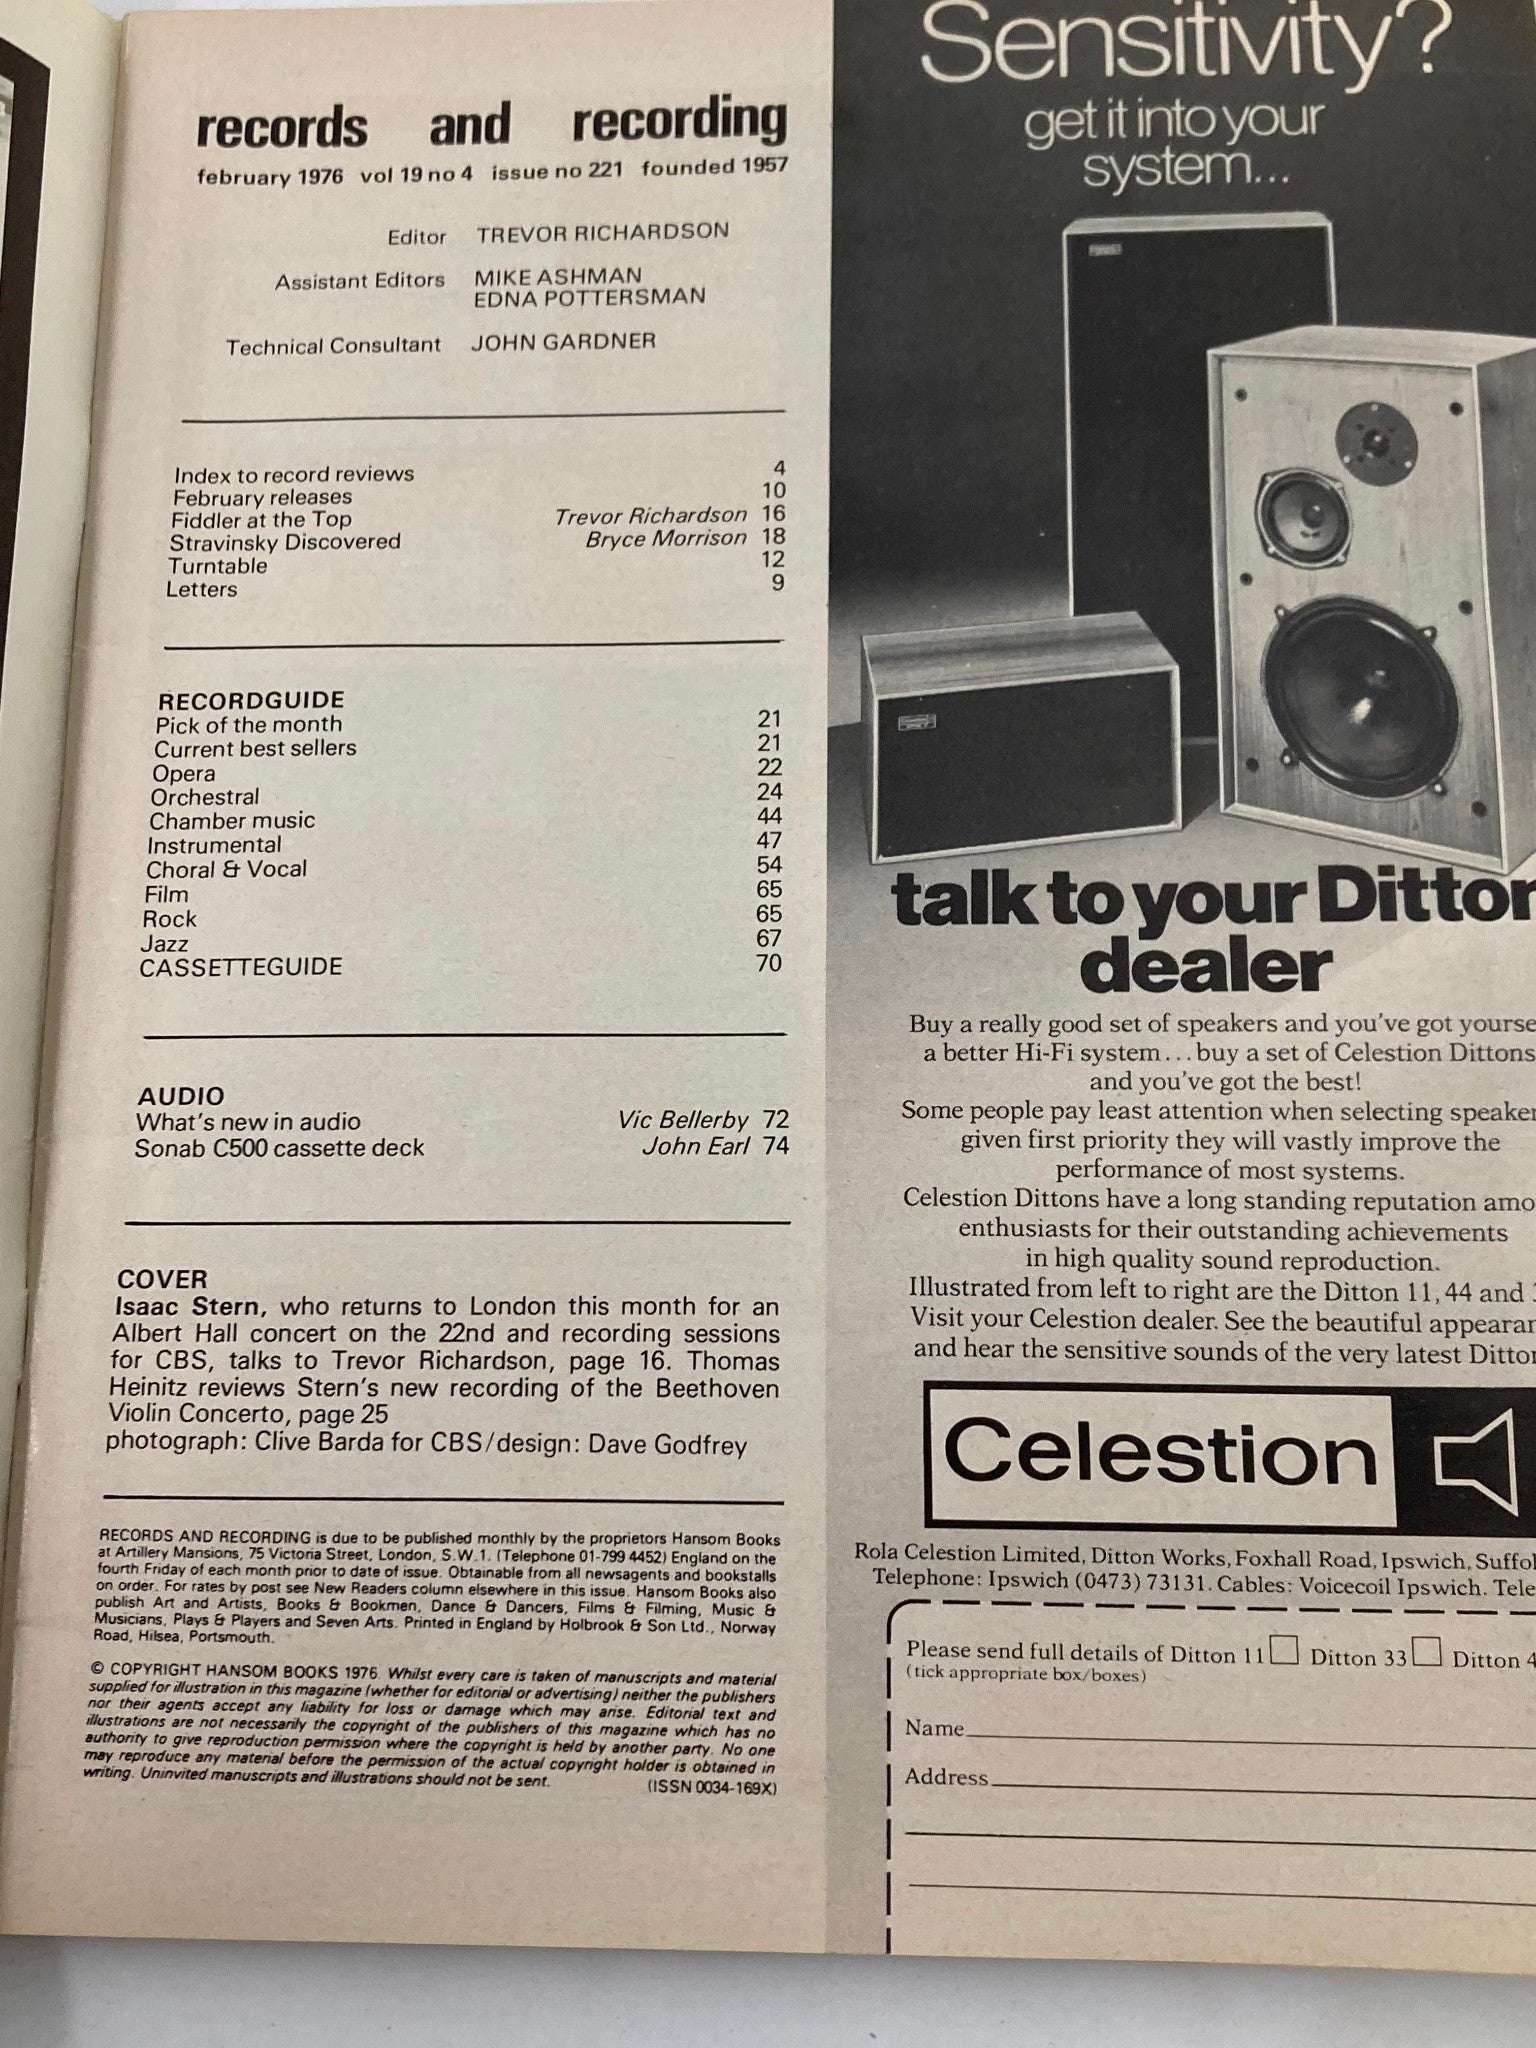 records and recording
february 1976 vol 19 no 4 issue no 221 founded 1957
Editor TREVOR RICHARDSON
Assistant Editors MIKE ASHMAN
EDNA POTTERSMAN
Technical Consultant JOHN GARDNER
Index to record reviews 4
February releases 10
Fiddler at the Top Trevor Richardson 16
Stravinsky Discovered Bryce Morrison 18
Turntable 12
Letters 9
RECORDGUIDE
Pick of the month 21
Current best sellers 21
Opera 22
Orchestral 24
Chamber music 44
Instrumental 47
Choral & Vocal 54
Film 65
Rock 65
Jazz 67
CASSETTEGUIDE 70
AUDIO
What's new in audio Vic Bellerby 72
Sonab C500 cassette deck John Earl 74
COVER
Isaac Stern, who returns to London this month for an
Albert Hall concert on the 22nd and recording sessions
for CBS, talks to Trevor Richardson, page 16. Thomas
Heinitz reviews Stern's new recording of the Beethoven
Violin Concerto, page 25
photograph: Clive Barda for CBS/design: Dave Godfrey
RECORDS AND RECORDING is due to be published monthly by the proprietors Hansom Books
at Artillery Mansions, 75 Victoria Street, London, S.W.1. (Telephone 01-799 4452) England on the
fourth Friday of each month prior to date of issue. Obtainable from all newsagents and bookstalls
on order. For rates by post see New Readers column elsewhere in this issue. Hansom Books also
publish Art and Artists, Books & Bookmen, Dance & Dancers, Films & Filming, Music &
Musicians, Plays & Players and Seven Arts. Printed in England by Holbrook & Son Ltd., Norway
Road, Hilsea, Portsmouth.
© COPYRIGHT HANSOM BOOKS 1976. Whilst every care is taken of manuscripts and material
supplied for illustration in this magazine (whether for editorial or advertising) neither the publishers
nor their agents accept any liability for loss or damage which may arise. Editorial text and
illustrations are not necessarily the copyright of the publishers of this magazine which has no
authority to give reproduction permission where the copyright is held by another party. No one
may reproduce any material before the permission of the actual copyright holder is obtained in
writing. Uninvited manuscripts and illustrations should not be sent. (ISSN 0034-169X)
Sensitivity?
get it into your
system...
talk to your Ditton
dealer
Buy a really good set of speakers and you've got yourse
a better Hi-Fi system...buy a set of Celestion Dittons
and you've got the best!
Some people pay least attention when selecting speaker
given first priority they will vastly improve the
performance of most systems.
Celestion Dittons have a long standing reputation amo
enthusiasts for their outstanding achievements
in high quality sound reproduction.
Illustrated from left to right are the Ditton 11, 44 and
Visit your Celestion dealer. See the beautiful appearan
and hear the sensitive sounds of the very latest Ditton
Celestion
Rola Celestion Limited, Ditton Works, Foxhall Road, Ipswich, Suffol
Telephone: Ipswich (0473) 73131. Cables: Voicecoil Ipswich. Tele
Please send full details of Ditton 11 Ditton 33 Ditton 4
(tick appropriate box/boxes)
Name
Address